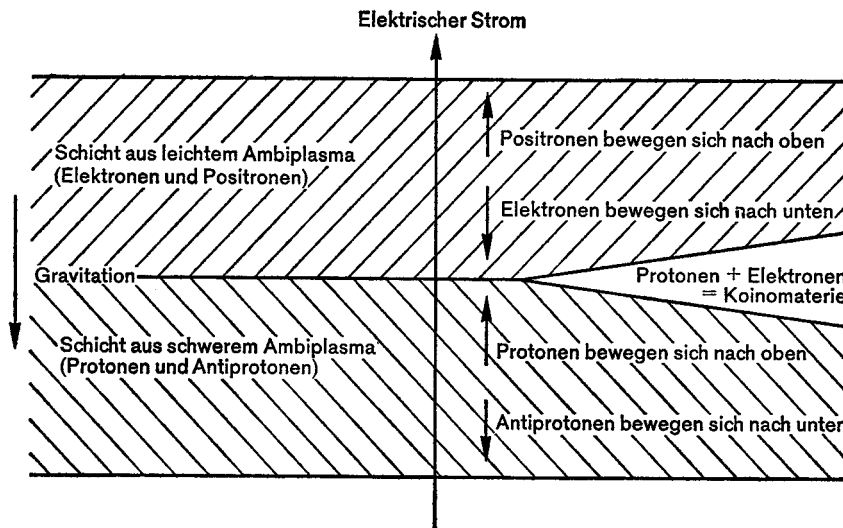 Elektrischer Strom
Schicht aus leichtem Ambiplasma
(Elektronen und Positronen)
Positronen bewegen sich nach oben
Elektronen bewegen sich nach unten
Gravitation
Protonen + Elektronen
= Koinomaterie
Schicht aus schwerem Ambiplasma
(Protonen und Antiprotonen)
Protonen bewegen sich nach oben
Antiprotonen bewegen sich nach unten